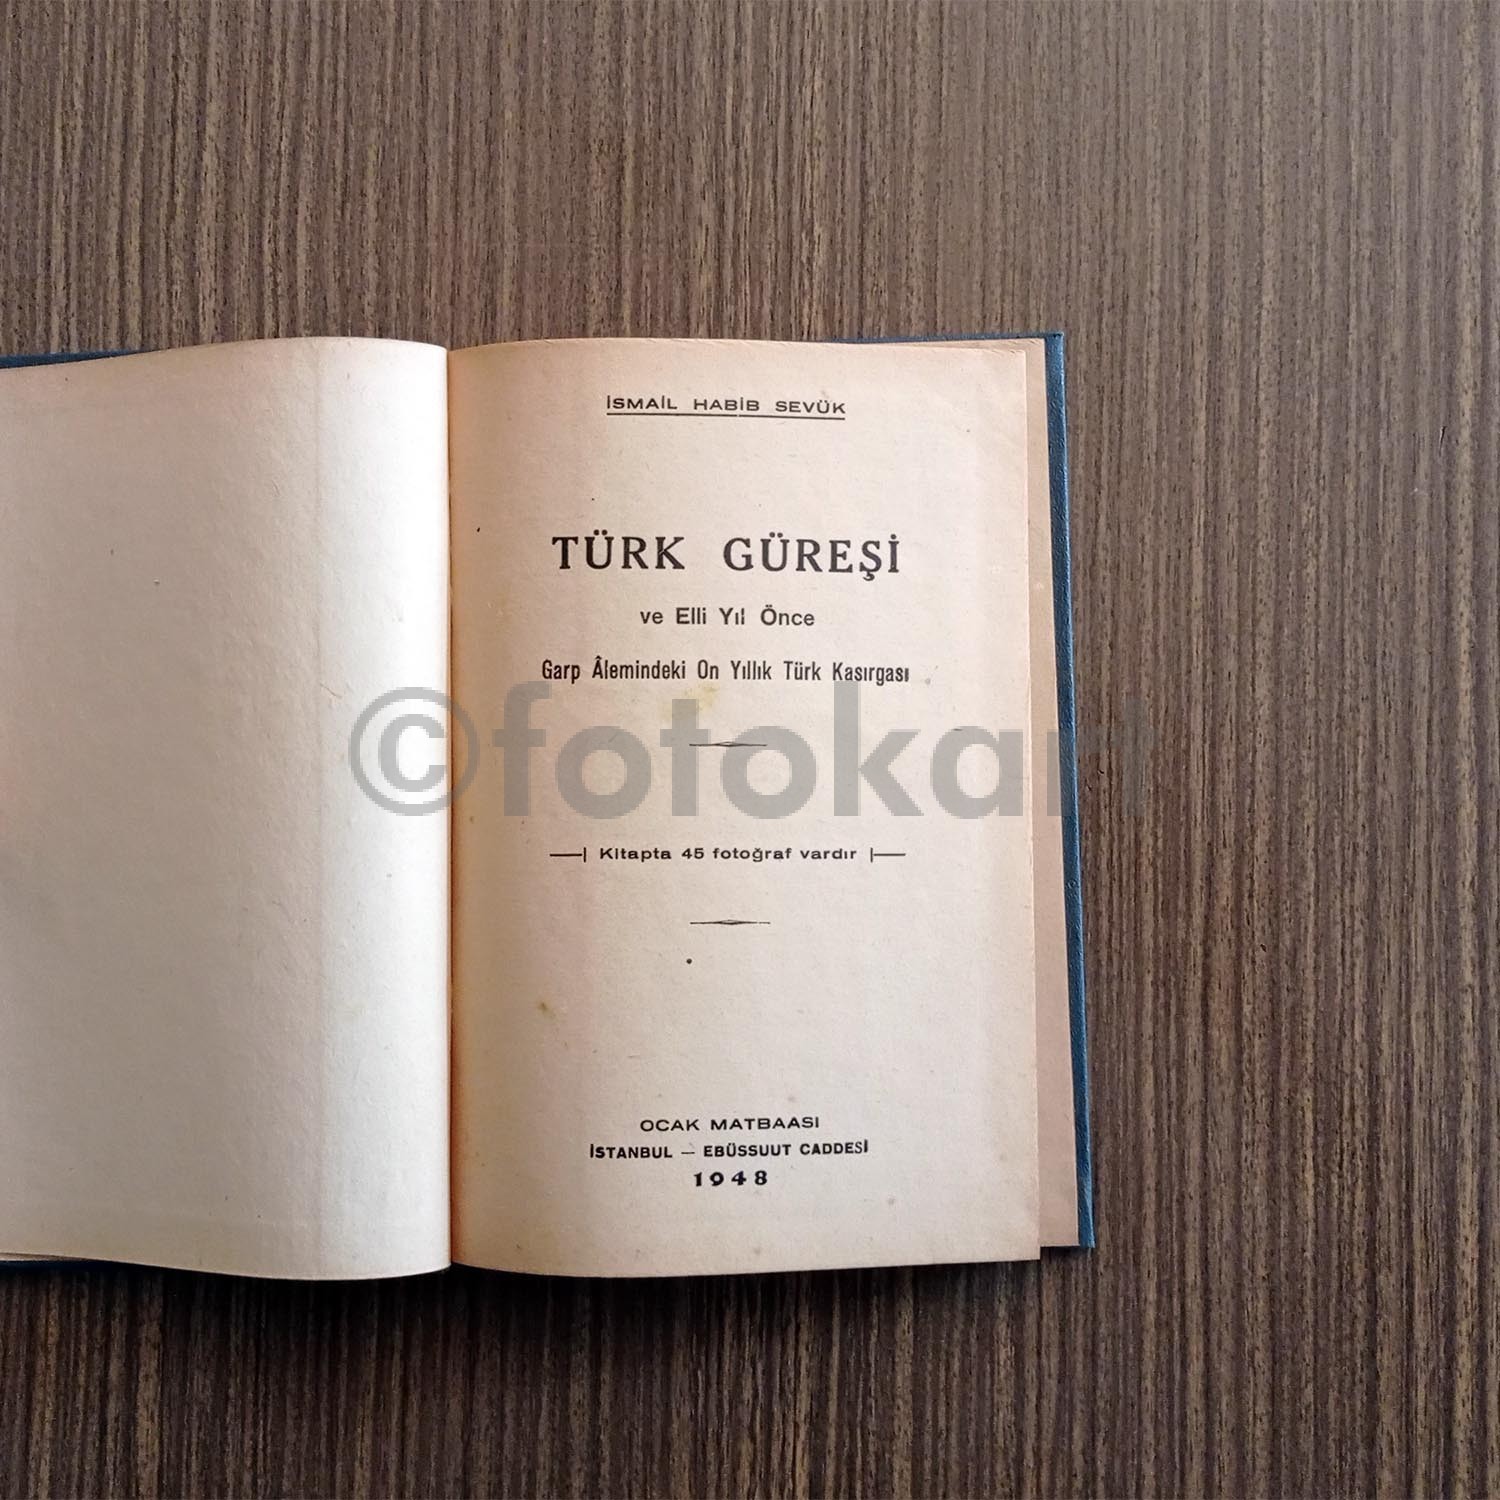 İSMAİL HABİB SEVÜK
TÜRK GÜREŞİ
ve Elli Yıl Önce
Garp Âlemindeki On Yıllık Türk Kasırgası
©fotokart
Kitapta 45 fotoğraf vardır
OCAK MATBAASI
İSTANBUL — EBÜSSUUT CADDESİ
1948